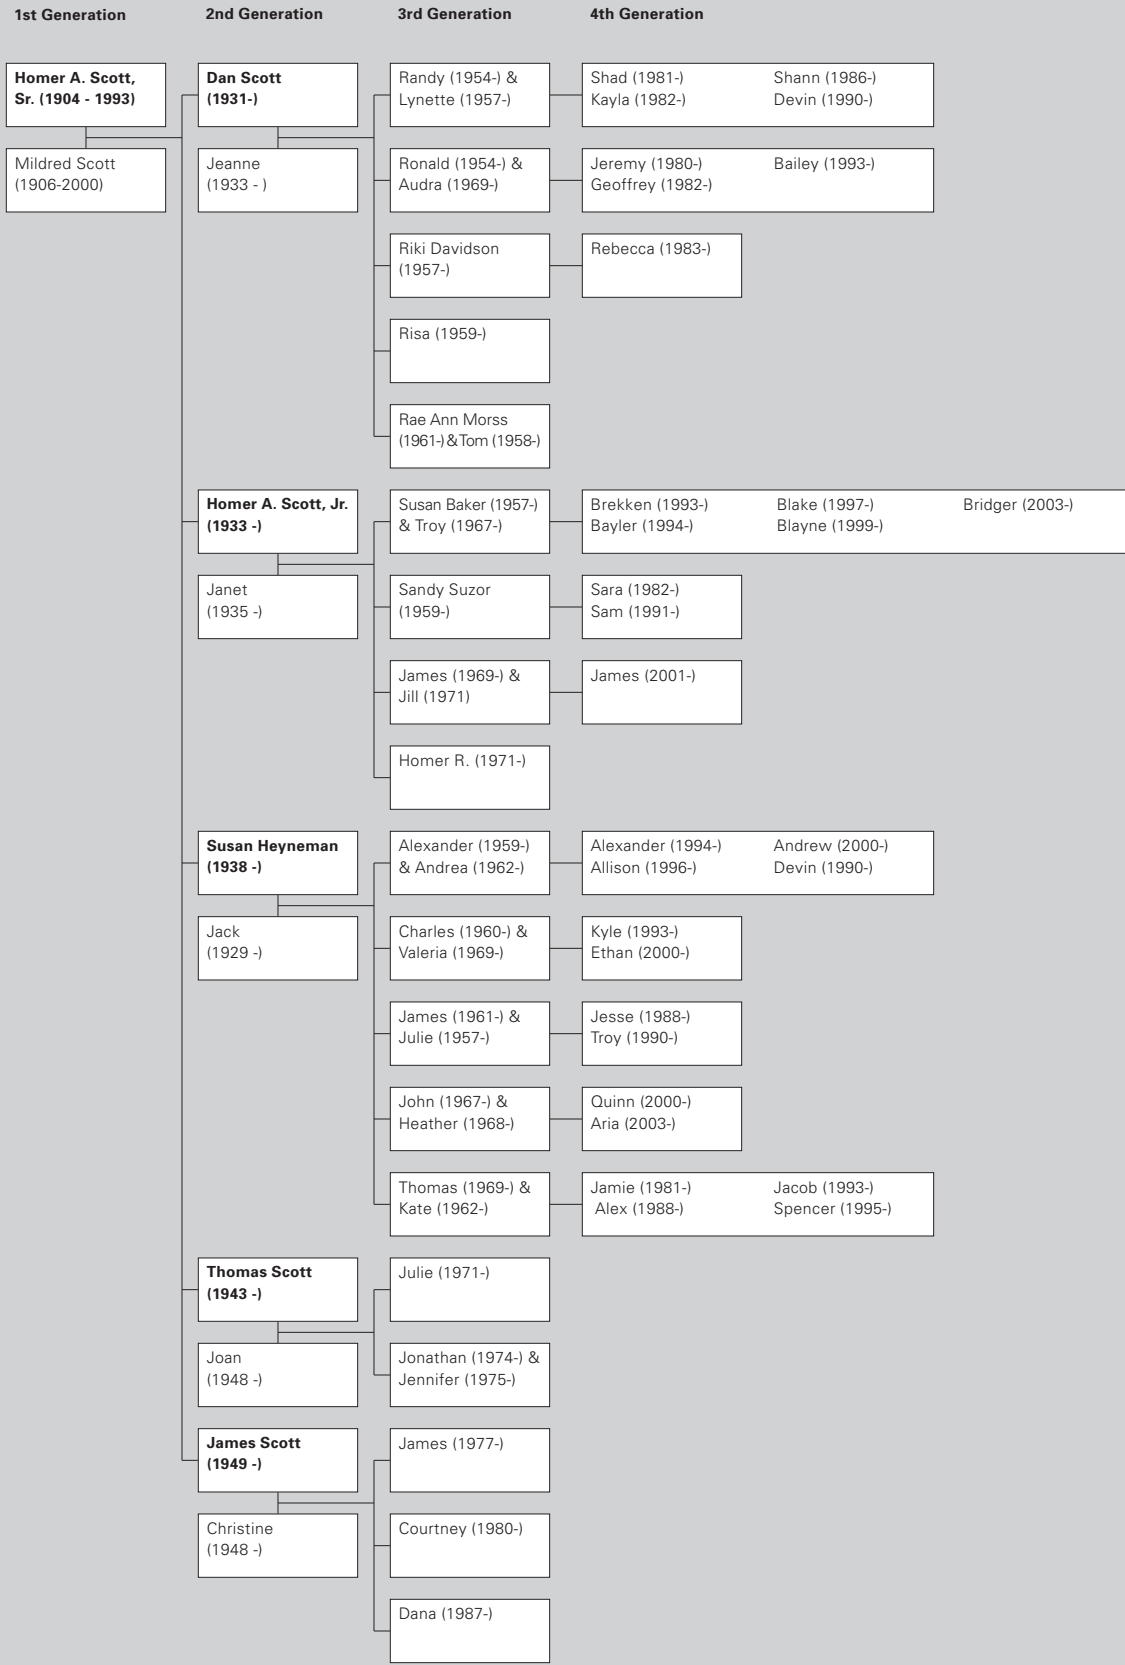 1st Generation
2nd Generation
3rd Generation
4th Generation
Homer A. Scott,
Sr. (1904 - 1993)
Mildred Scott
(1906-2000)
Dan Scott
(1931-)
Jeanne
(1933 - )
Randy (1954-) &
Lynette (1957-)
Shad (1981-) Shann (1986-)
Kayla (1982-) Devin (1990-)
Ronald (1954-) &
Audra (1969-)
Jeremy (1980-) Bailey (1993-)
Geoffrey (1982-)
Riki Davidson
(1957-)
Rebecca (1983-)
Risa (1959-)
Rae Ann Morss
(1961-) & Tom (1958-)
Homer A. Scott, Jr.
(1933 -)
Janet
(1935 -)
Susan Baker (1957-)
& Troy (1967-)
Brekken (1993-) Blake (1997-) Bridger (2003-)
Bayler (1994-) Blayne (1999-)
Sandy Suzor
(1959-)
Sara (1982-)
Sam (1991-)
James (1969-) &
Jill (1971)
James (2001-)
Homer R. (1971-)
Susan Heyneman
(1938 -)
Jack
(1929 -)
Alexander (1959-)
& Andrea (1962-)
Alexander (1994-) Andrew (2000-)
Allison (1996-) Devin (1990-)
Charles (1960-) &
Valeria (1969-)
Kyle (1993-)
Ethan (2000-)
James (1961-) &
Julie (1957-)
Jesse (1988-)
Troy (1990-)
John (1967-) &
Heather (1968-)
Quinn (2000-)
Aria (2003-)
Thomas (1969-) &
Kate (1962-)
Jamie (1981-) Jacob (1993-)
Alex (1988-) Spencer (1995-)
Thomas Scott
(1943 -)
Joan
(1948 -)
Julie (1971-)
Jonathan (1974-) &
Jennifer (1975-)
James Scott
(1949 -)
Christine
(1948 -)
James (1977-)
Courtney (1980-)
Dana (1987-)